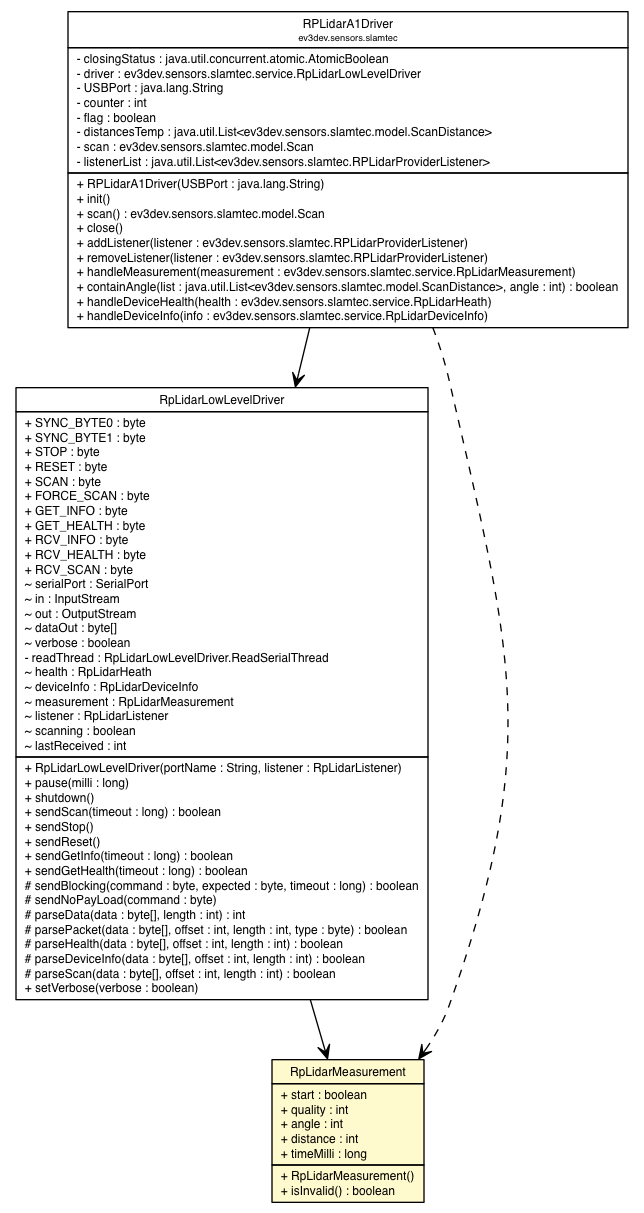 RPLidarA1Driver
ev3dev.sensors.slamtec
- closingStatus : java.util.concurrent.atomic.AtomicBoolean
- driver : ev3dev.sensors.slamtec.service.RpLidarLowLevelDriver
- USBPort : java.lang.String
- counter : int
- flag : boolean
- distancesTemp : java.util.List<ev3dev.sensors.slamtec.model.ScanDistance>
- scan : ev3dev.sensors.slamtec.model.Scan
- listenerList : java.util.List<ev3dev.sensors.slamtec.RPLidarProviderListener>
+ RPLidarA1Driver(USBPort : java.lang.String)
+ init()
+ scan() : ev3dev.sensors.slamtec.model.Scan
+ close()
+ addListener(listener : ev3dev.sensors.slamtec.RPLidarProviderListener)
+ removeListener(listener : ev3dev.sensors.slamtec.RPLidarProviderListener)
+ handleMeasurement(measurement : ev3dev.sensors.slamtec.service.RpLidarMeasurement)
+ containAngle(list : java.util.List<ev3dev.sensors.slamtec.model.ScanDistance>, angle : int) : boolean
+ handleDeviceHealth(health : ev3dev.sensors.slamtec.service.RpLidarHeath)
+ handleDeviceInfo(info : ev3dev.sensors.slamtec.service.RpLidarDeviceInfo)
RpLidarLowLevelDriver
+ SYNC_BYTE0 : byte
+ SYNC_BYTE1 : byte
+ STOP : byte
+ RESET : byte
+ SCAN : byte
+ FORCE_SCAN : byte
+ GET_INFO : byte
+ GET_HEALTH : byte
+ RCV_INFO : byte
+ RCV_HEALTH : byte
+ RCV_SCAN : byte
~ serialPort : SerialPort
~ in : InputStream
~ out : OutputStream
~ dataOut : byte[]
~ verbose : boolean
- readThread : RpLidarLowLevelDriver.ReadSerialThread
~ health : RpLidarHeath
~ deviceInfo : RpLidarDeviceInfo
~ measurement : RpLidarMeasurement
~ listener : RpLidarListener
~ scanning : boolean
~ lastReceived : int
+ RpLidarLowLevelDriver(portName : String, listener : RpLidarListener)
+ pause(milli : long)
+ shutdown()
+ sendScan(timeout : long) : boolean
+ sendStop()
+ sendReset()
+ sendGetInfo(timeout : long) : boolean
+ sendGetHealth(timeout : long) : boolean
# sendBlocking(command : byte, expected : byte, timeout : long) : boolean
# sendNoPayLoad(command : byte)
# parseData(data : byte[], length : int) : int
# parsePacket(data : byte[], offset : int, length : int, type : byte) : boolean
# parseHealth(data : byte[], offset : int, length : int) : boolean
# parseDeviceInfo(data : byte[], offset : int, length : int) : boolean
# parseScan(data : byte[], offset : int, length : int) : boolean
+ setVerbose(verbose : boolean)
RpLidarMeasurement
+ start : boolean
+ quality : int
+ angle : int
+ distance : int
+ timeMilli : long
+ RpLidarMeasurement()
+ isInvalid() : boolean